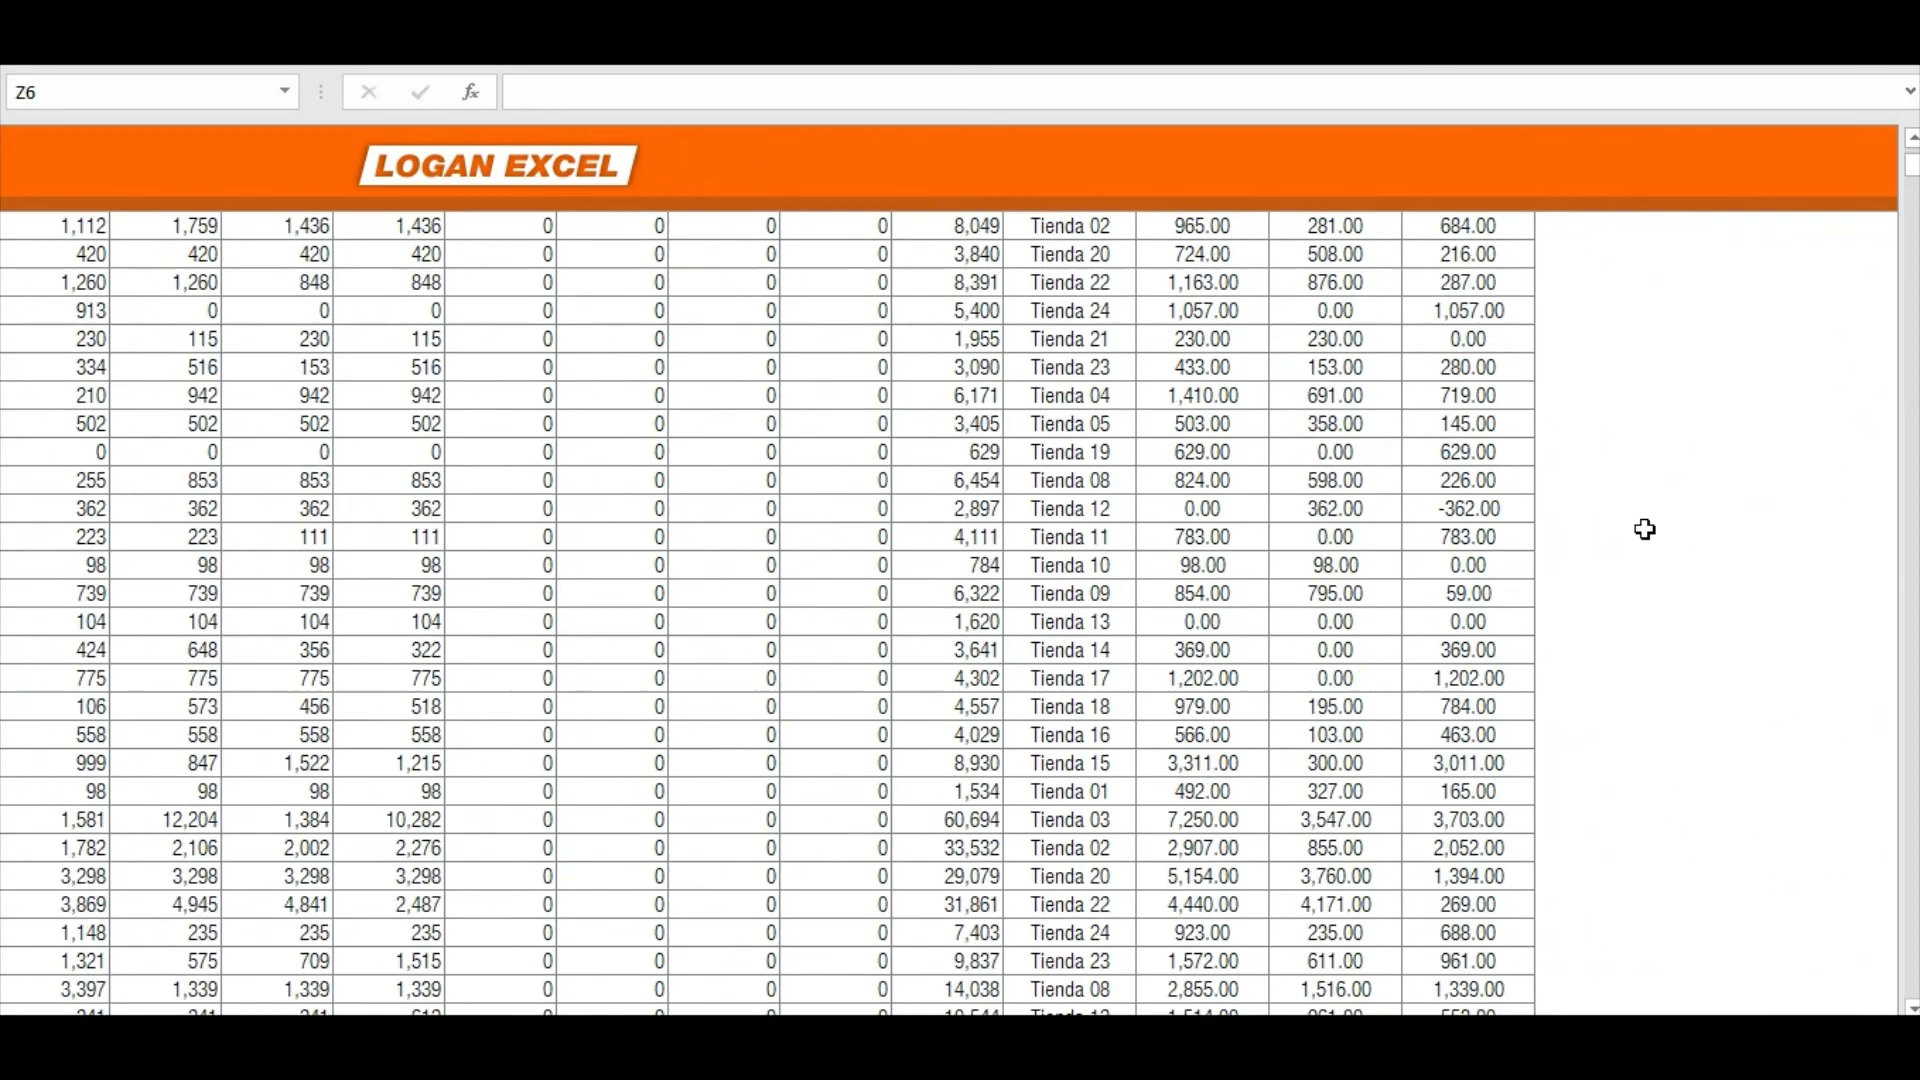 Z6
fx
LOGAN EXCEL
1,112 1,759 1,436 1,436 0 0 0 0 8,049 Tienda 02 965.00 281.00 684.00
420 420 420 420 0 0 0 0 3,840 Tienda 20 724.00 508.00 216.00
1,260 1,260 848 848 0 0 0 0 8,391 Tienda 22 1,163.00 876.00 287.00
913 0 0 0 0 0 0 0 5,400 Tienda 24 1,057.00 0.00 1,057.00
230 115 230 115 0 0 0 0 1,955 Tienda 21 230.00 230.00 0.00
334 516 153 516 0 0 0 0 3,090 Tienda 23 433.00 153.00 280.00
210 942 942 942 0 0 0 0 6,171 Tienda 04 1,410.00 691.00 719.00
502 502 502 502 0 0 0 0 3,405 Tienda 05 503.00 358.00 145.00
0 0 0 0 0 0 0 0 629 Tienda 19 629.00 0.00 629.00
255 853 853 853 0 0 0 0 6,454 Tienda 08 824.00 598.00 226.00
362 362 362 362 0 0 0 0 2,897 Tienda 12 0.00 362.00 -362.00
223 223 111 111 0 0 0 0 4,111 Tienda 11 783.00 0.00 783.00
98 98 98 98 0 0 0 0 784 Tienda 10 98.00 98.00 0.00
739 739 739 739 0 0 0 0 6,322 Tienda 09 854.00 795.00 59.00
104 104 104 104 0 0 0 0 1,620 Tienda 13 0.00 0.00 0.00
424 648 356 322 0 0 0 0 3,641 Tienda 14 369.00 0.00 369.00
775 775 775 775 0 0 0 0 4,302 Tienda 17 1,202.00 0.00 1,202.00
106 573 456 518 0 0 0 0 4,557 Tienda 18 979.00 195.00 784.00
558 558 558 558 0 0 0 0 4,029 Tienda 16 566.00 103.00 463.00
999 847 1,522 1,215 0 0 0 0 8,930 Tienda 15 3,311.00 300.00 3,011.00
98 98 98 98 0 0 0 0 1,534 Tienda 01 492.00 327.00 165.00
1,581 12,204 1,384 10,282 0 0 0 0 60,694 Tienda 03 7,250.00 3,547.00 3,703.00
1,782 2,106 2,002 2,276 0 0 0 0 33,532 Tienda 02 2,907.00 855.00 2,052.00
3,298 3,298 3,298 3,298 0 0 0 0 29,079 Tienda 20 5,154.00 3,760.00 1,394.00
3,869 4,945 4,841 2,487 0 0 0 0 31,861 Tienda 22 4,440.00 4,171.00 269.00
1,148 235 235 235 0 0 0 0 7,403 Tienda 24 923.00 235.00 688.00
1,321 575 709 1,515 0 0 0 0 9,837 Tienda 23 1,572.00 611.00 961.00
3,397 1,339 1,339 1,339 0 0 0 0 14,038 Tienda 08 2,855.00 1,516.00 1,339.00